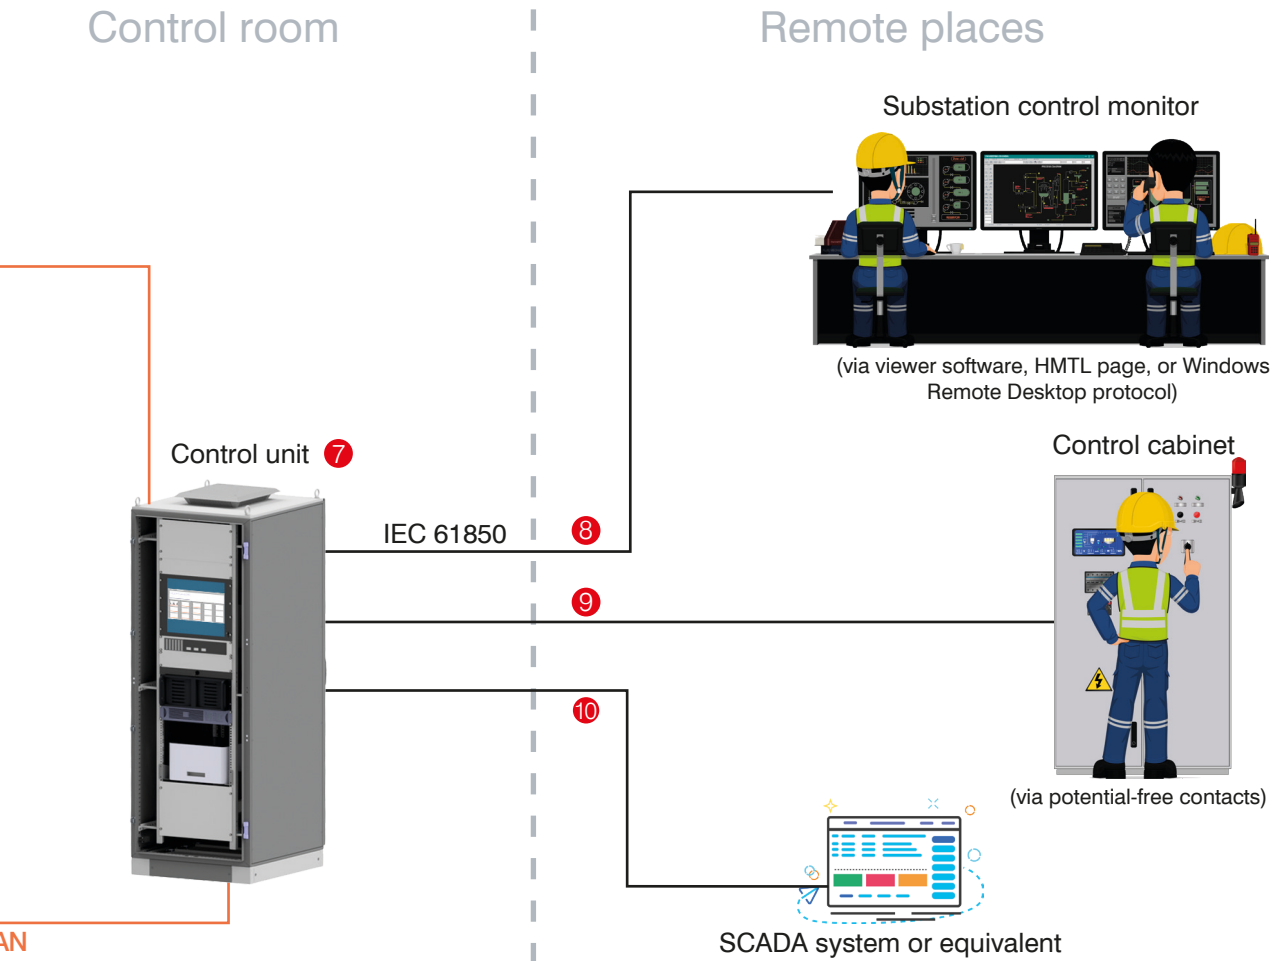 Control room
Remote places
Substation control monitor
(via viewer software, HMTL page, or Windows
Remote Desktop protocol)
Control unit 7
Control cabinet
IEC 61850
8
9
10
(via potential-free contacts)
AN
SCADA system or equivalent